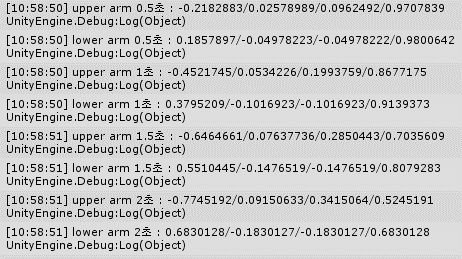 [10:58:50] upper arm 0.5초 : -0.2182883/0.02578989/0.0962492/0.9707839
UnityEngine.Debug:Log(Object)
[10:58:50] lower arm 0.5초 : 0.1857897/-0.04978223/-0.04978222/0.9800642
UnityEngine.Debug:Log(Object)
[10:58:50] upper arm 1초 : -0.4521745/0.0534226/0.1993759/0.8677175
UnityEngine.Debug:Log(Object)
[10:58:50] lower arm 1초 : 0.3795209/-0.1016923/-0.1016923/0.9139373
UnityEngine.Debug:Log(Object)
[10:58:51] upper arm 1.5초 : -0.6464661/0.07637736/0.2850443/0.7035609
UnityEngine.Debug:Log(Object)
[10:58:51] lower arm 1.5초 : 0.5510445/-0.1476519/-0.1476519/0.8079283
UnityEngine.Debug:Log(Object)
[10:58:51] upper arm 2초 : -0.7745192/0.09150633/0.3415064/0.5245191
UnityEngine.Debug:Log(Object)
[10:58:51] lower arm 2초 : 0.6830128/-0.1830127/-0.1830127/0.6830128
UnityEngine.Debug:Log(Object)